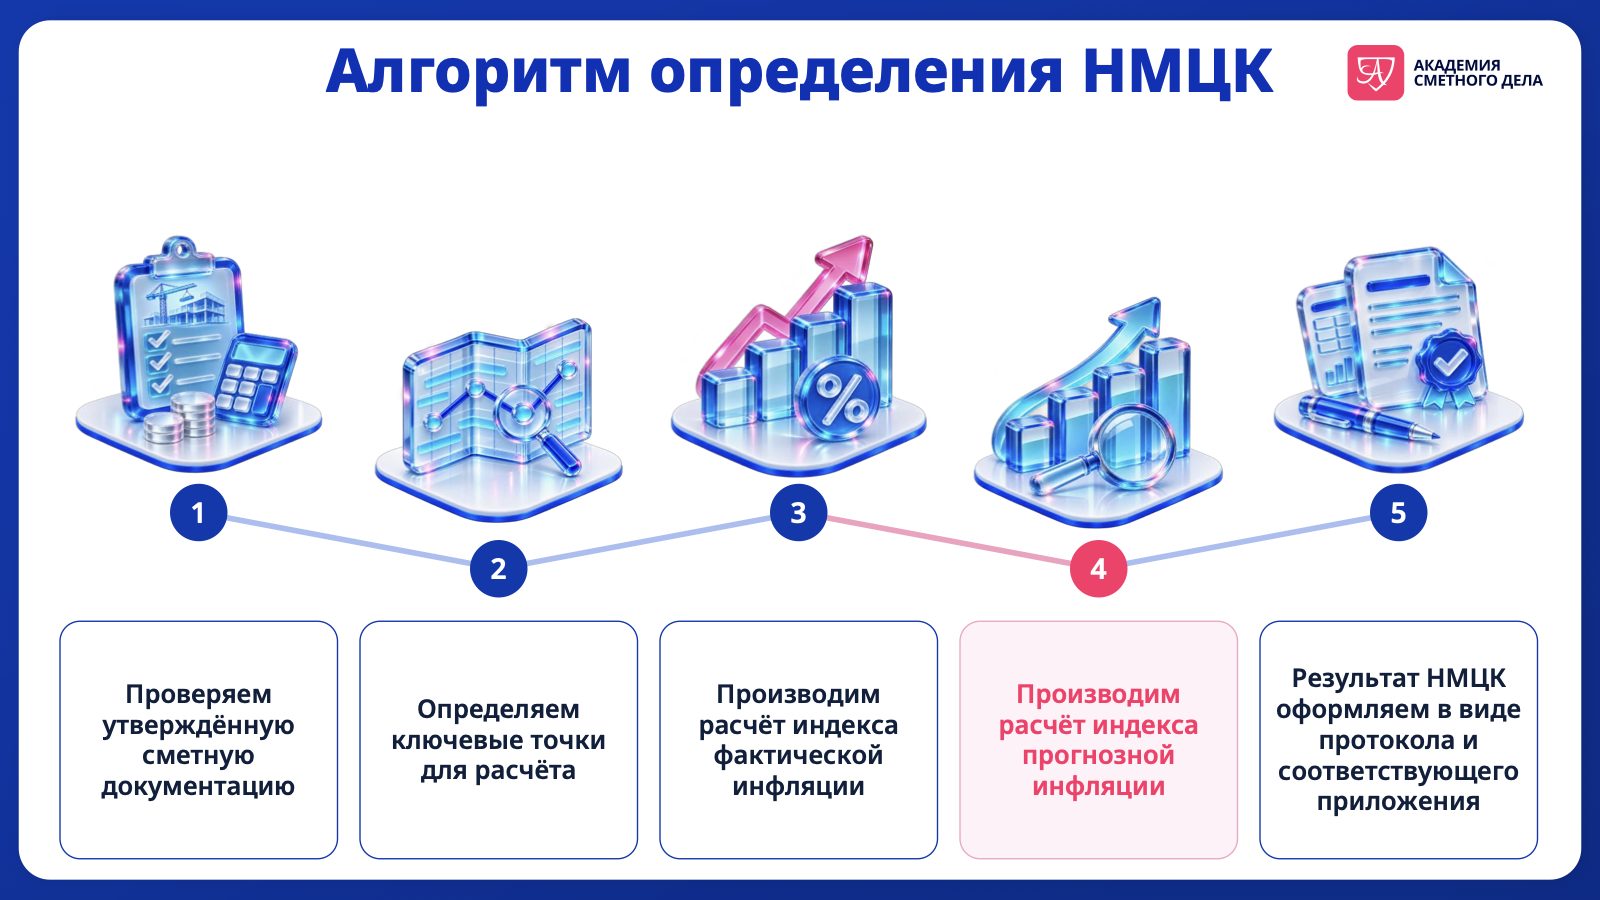 Алгоритм определения НМЦК
АКАДЕМИЯ
СМЕТНОГО ДЕЛА
%
1
2
3
4
5
Проверяем
утверждённую
сметную
документацию
Определяем
ключевые точки
для расчёта
Производим
расчёт индекса
фактической
инфляции
Производим
расчёт индекса
прогнозной
инфляции
Результат НМЦК
оформляем в виде
протокола и
соответствующего
приложения